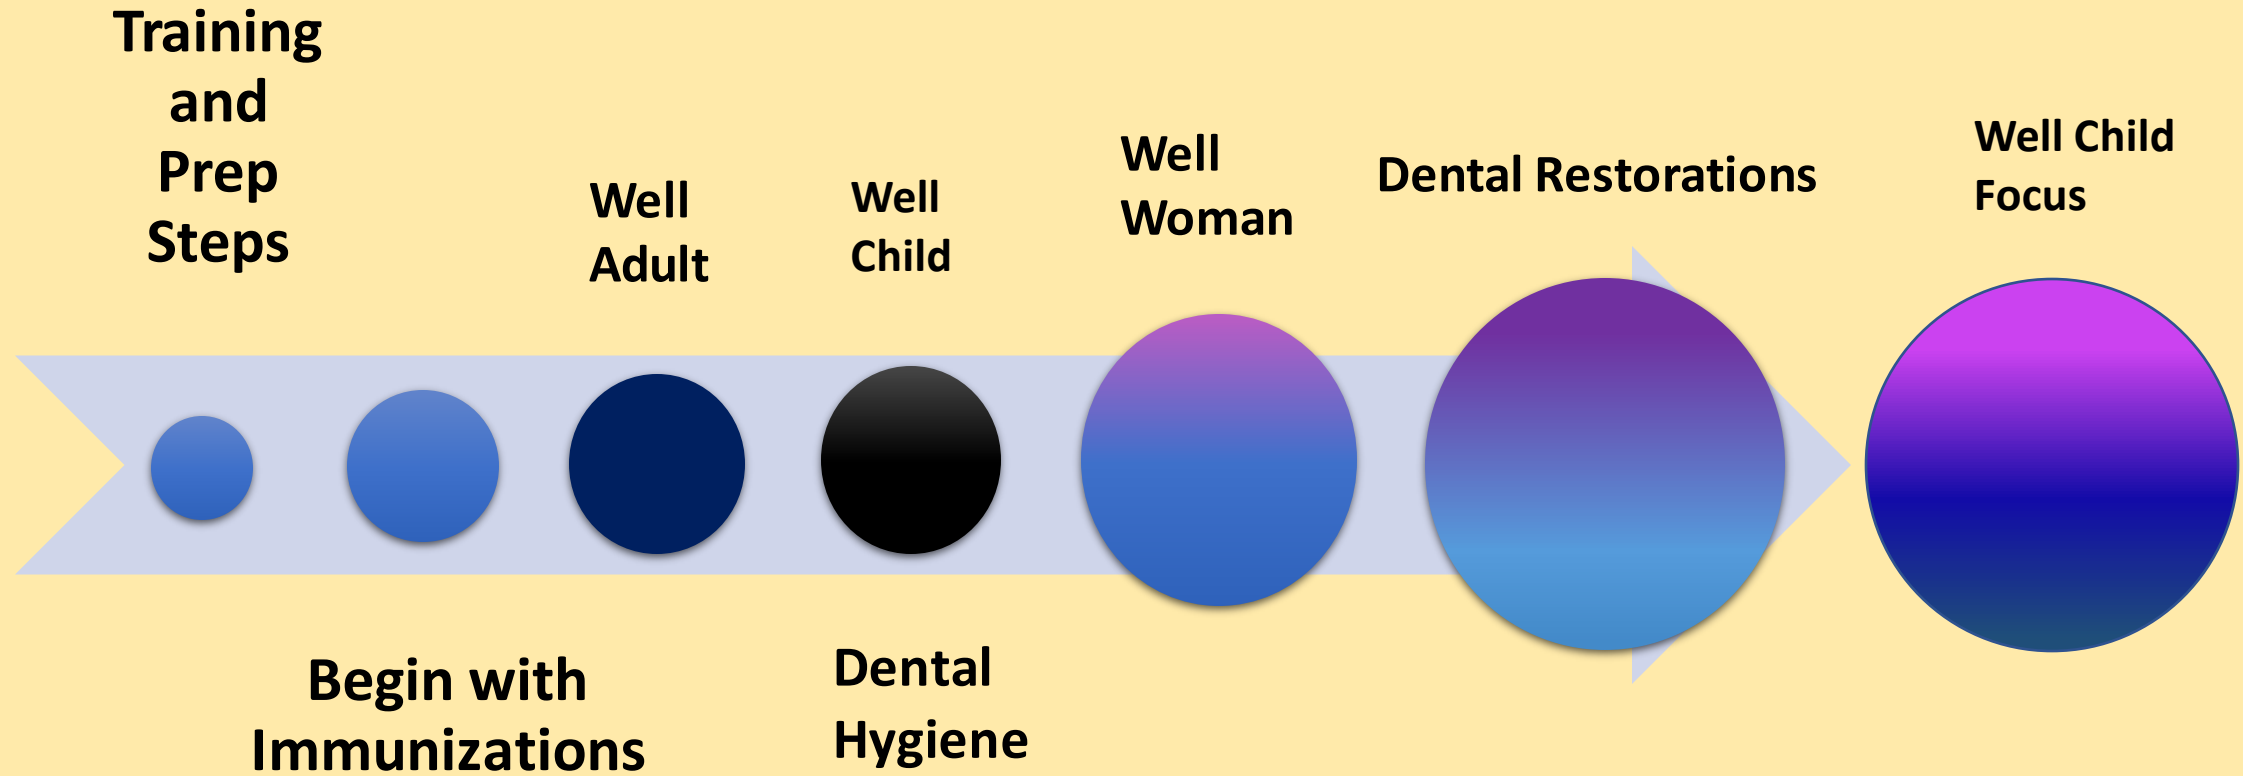 Training
and
Prep
Steps
Begin with
Immunizations
Well
Adult
Well
Child
Dental
Hygiene
Well
Woman
Dental Restorations
Well Child
Focus